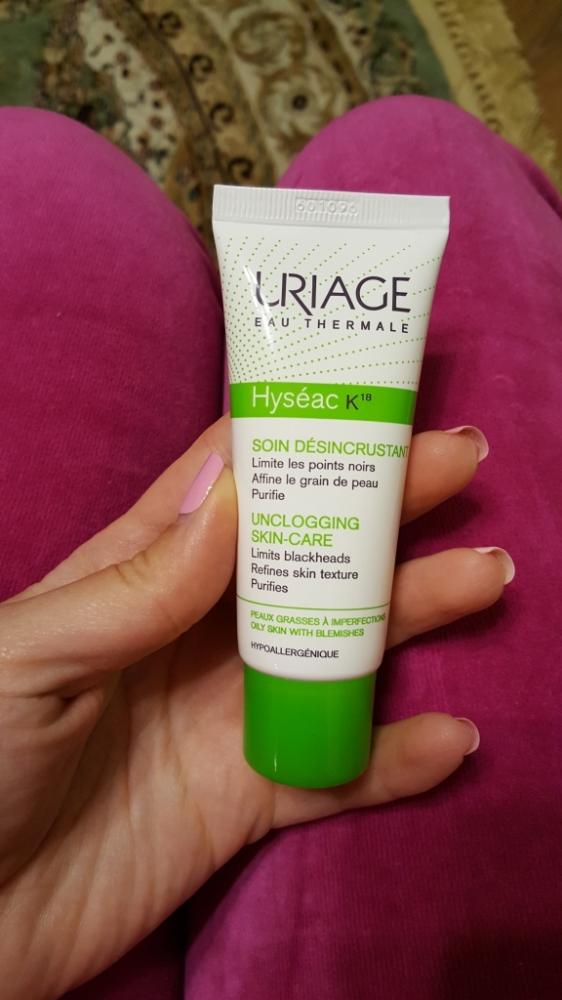 601096
URIAGE
EAU THERMALE
Hyséac K18
SOIN DÉSINCRUSTANT
Limite les points noirs
Affine le grain de peau
Purifie
UNCLOGGING
SKIN-CARE
Limits blackheads
Refines skin texture
Purifies
PEAUX GRASSES À IMPERFECTIONS
OILY SKIN WITH BLEMISHES
HYPOALLERGÉNIQUE